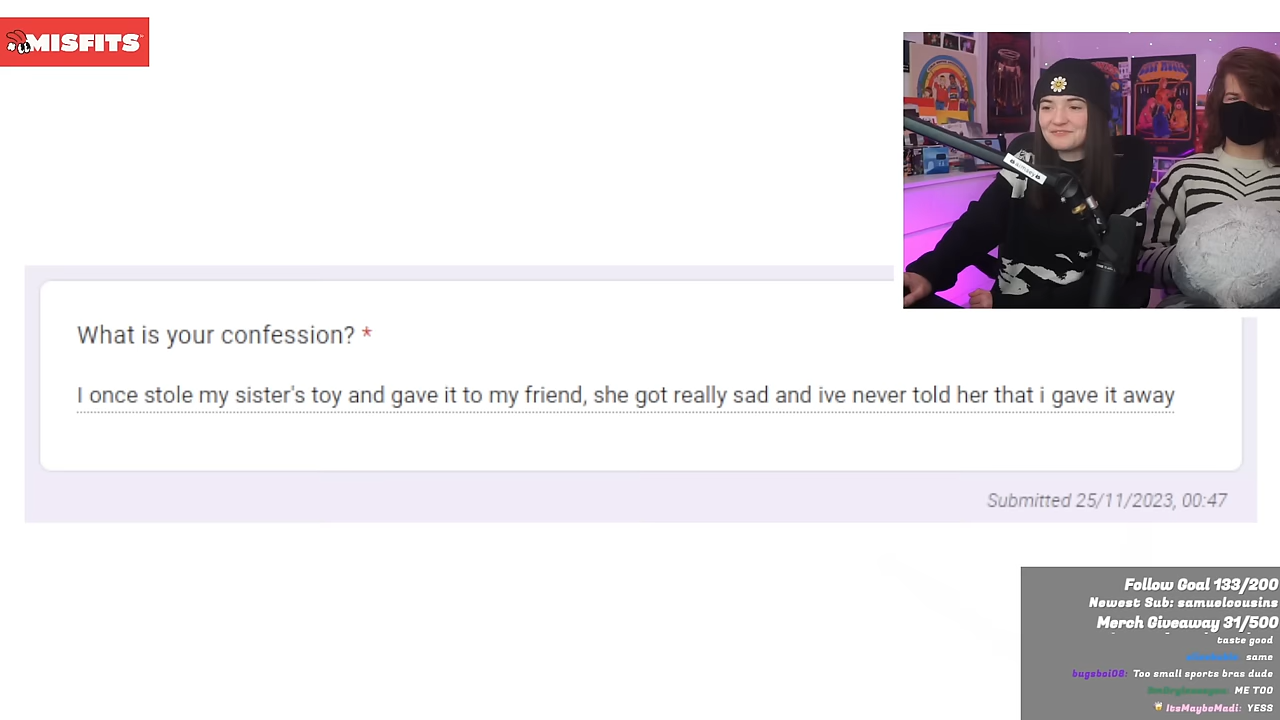 MISFITS
What is your confession? *
I once stole my sister's toy and gave it to my friend, she got really sad and ive never told her that i gave it away
Submitted 25/11/2023, 00:47
Follow Goal 133/200
Newest Sub: samuelcousins
Merch Giveaway 31/500
taste good
same
bugsboi08: Too small sports bras dude
ME TOO
ItsMaybeMadi: YESS